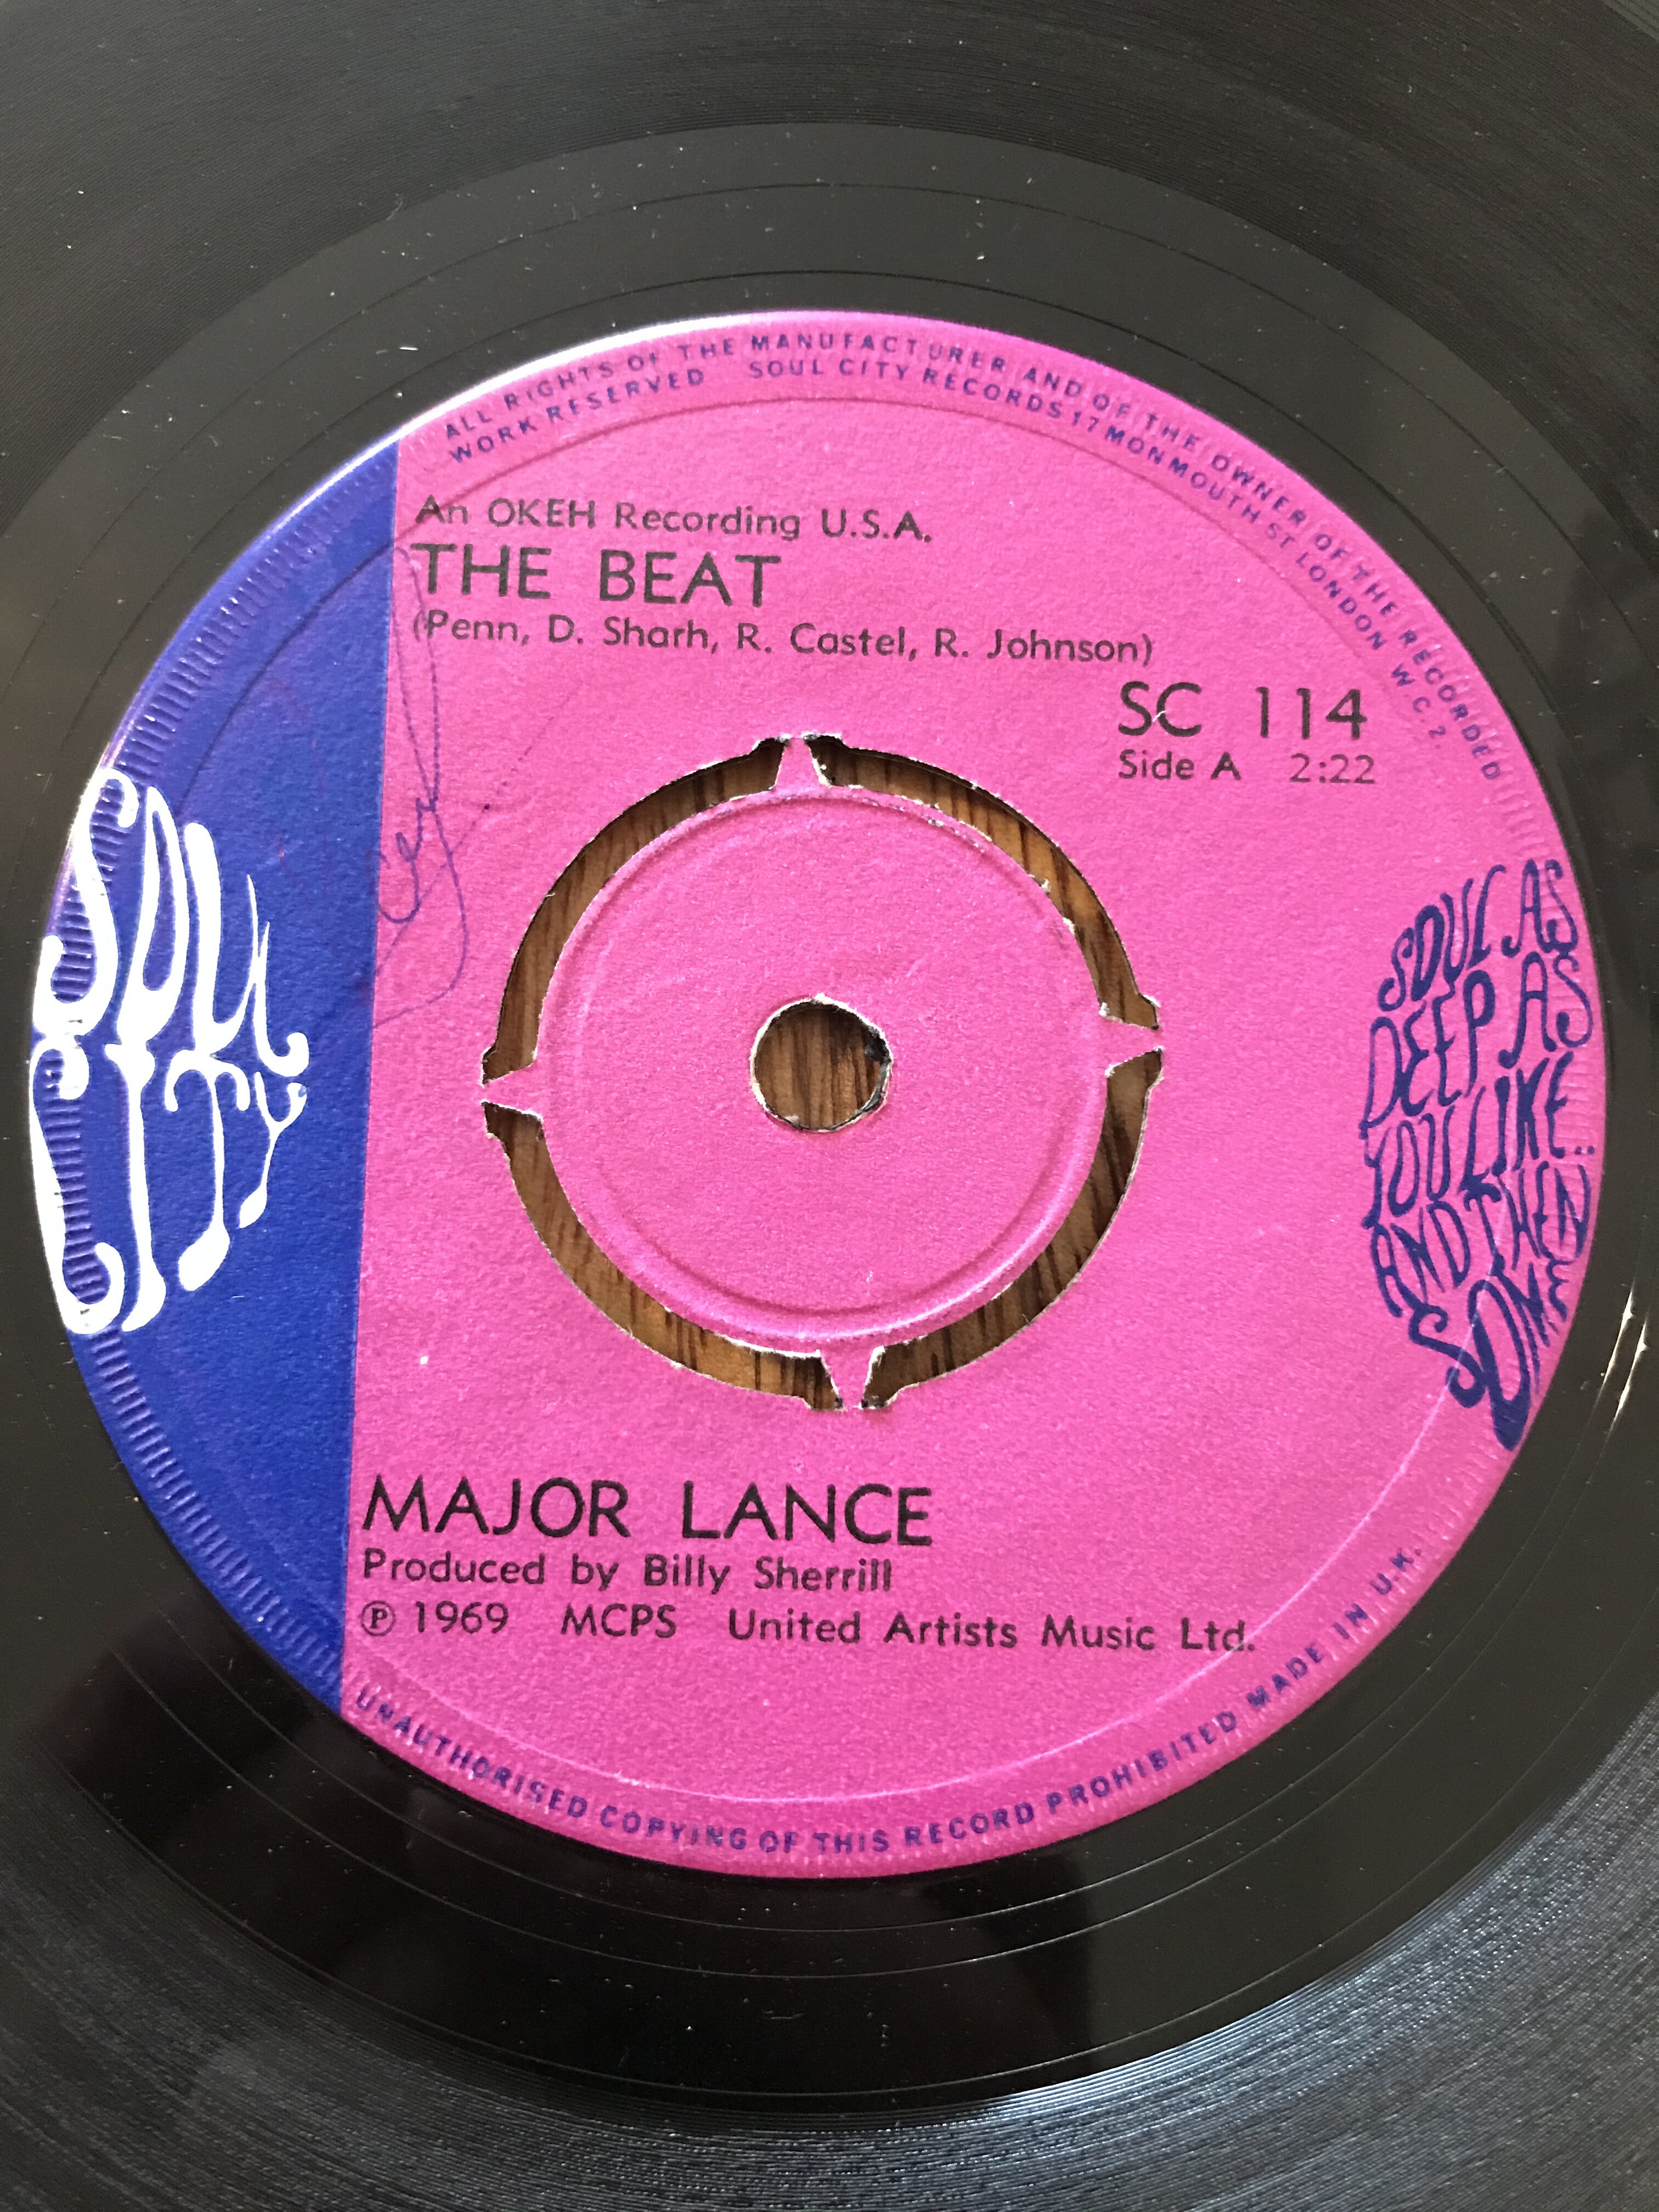 ALL RIGHTS OF THE MANUFACTURER AND OF THE OWNER OF THE RECORDED
WORK RESERVED SOUL CITY RECORDS 17 MONMOUTH ST LONDON W.C.2.
An OKEH Recording U.S.A.
THE BEAT
(Penn, D. Sharh, R. Castel, R. Johnson)
SC 114
Side A 2:22
SOUL
CITY
SOUL AS
DEEP AS
YOU LIKE..
AND THEN
SOME
MAJOR LANCE
Produced by Billy Sherrill
℗ 1969 MCPS United Artists Music Ltd.
UNAUTHORISED COPYING OF THIS RECORD PROHIBITED MADE IN U.K.